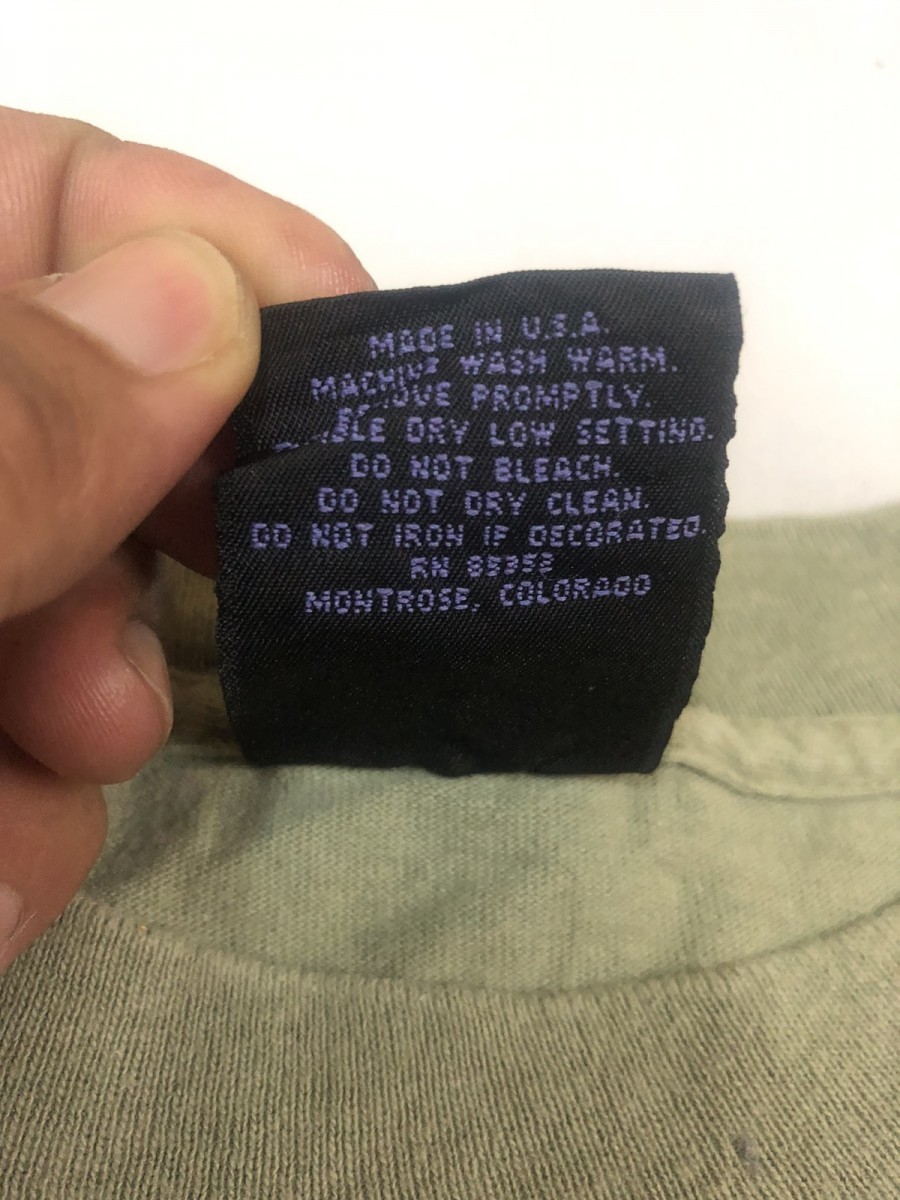 MADE IN U.S.A.
MACHINE WASH WARM.
REMOVE PROMPTLY.
DRY LOW SETTING.
DO NOT BLEACH.
DO NOT DRY CLEAN.
DO NOT IRON IF DECORATED.
RN
MONTROSE, COLORADO